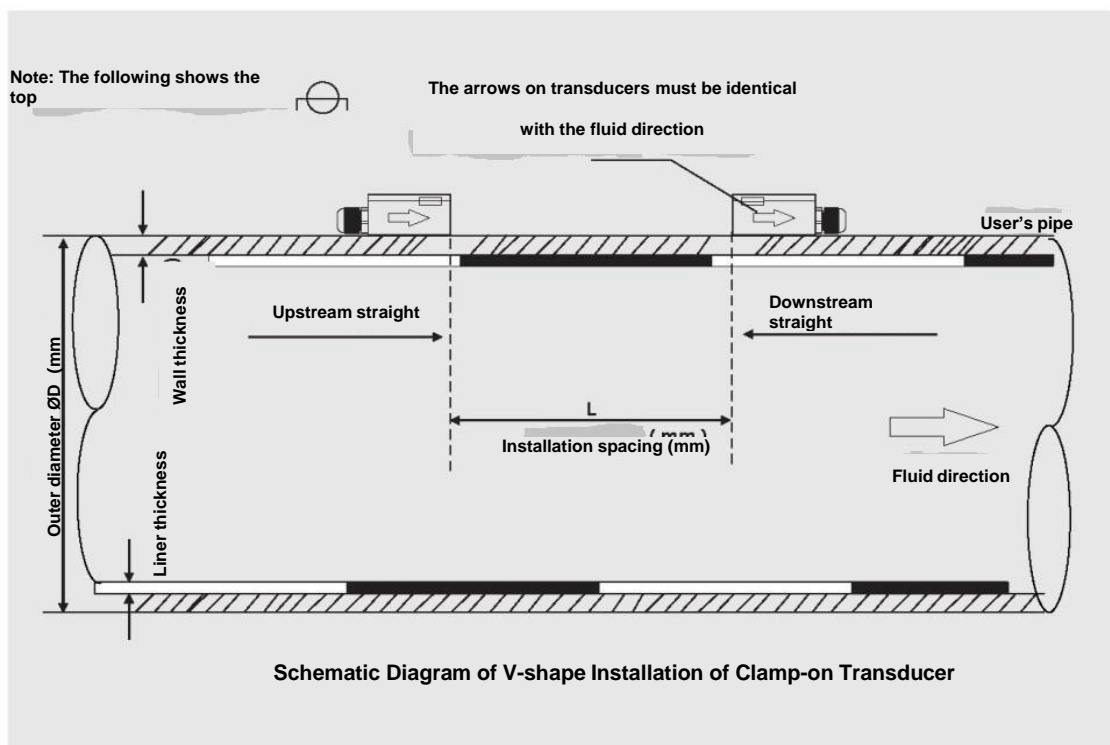 Note: The following shows the
top
The arrows on transducers must be identical
with the fluid direction
User's pipe
Upstream straight
Downstream
straight
Wall thickness
Outer diameter ØD (mm
L
Installation spacing (mm)
Fluid direction
Liner thickness
Schematic Diagram of V-shape Installation of Clamp-on Transducer